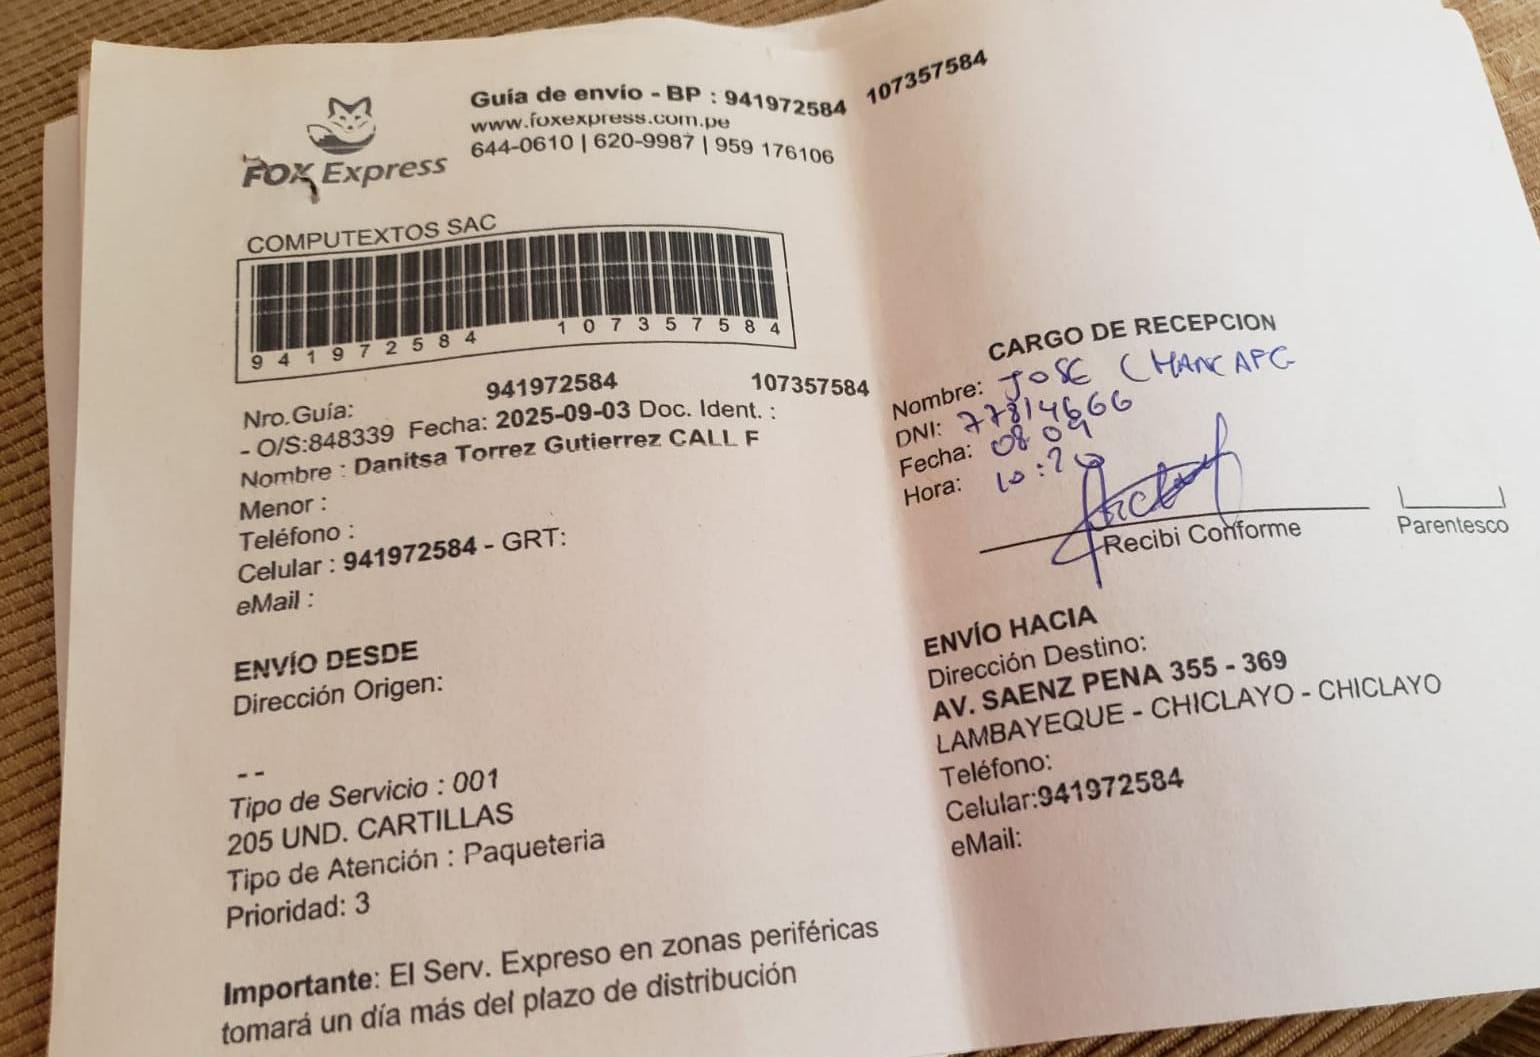 FOX Express
Guía de envío - BP : 941972584 107357584
www.foxexpress.com.pe
644-0610 | 620-9987 | 959 176106
COMPUTEXTOS SAC
941972584 107357584
Nro.Guía: 941972584 107357584
- O/S:848339 Fecha: 2025-09-03 Doc. Ident. :
Nombre : Danitsa Torrez Gutierrez CALL F
Menor :
Teléfono :
Celular : 941972584 - GRT:
eMail :
ENVÍO DESDE
Dirección Origen:
--
Tipo de Servicio : 001
205 UND. CARTILLAS
Tipo de Atención : Paqueteria
Prioridad: 3
Importante: El Serv. Expreso en zonas periféricas
tomará un día más del plazo de distribución
CARGO DE RECEPCION
Nombre: JOSE
DNI: 77814666
Fecha: 08 09
Hora:
Recibi Conforme
Parentesco
ENVÍO HACIA
Dirección Destino:
AV. SAENZ PENA 355 - 369
LAMBAYEQUE - CHICLAYO - CHICLAYO
Teléfono:
Celular:941972584
eMail: